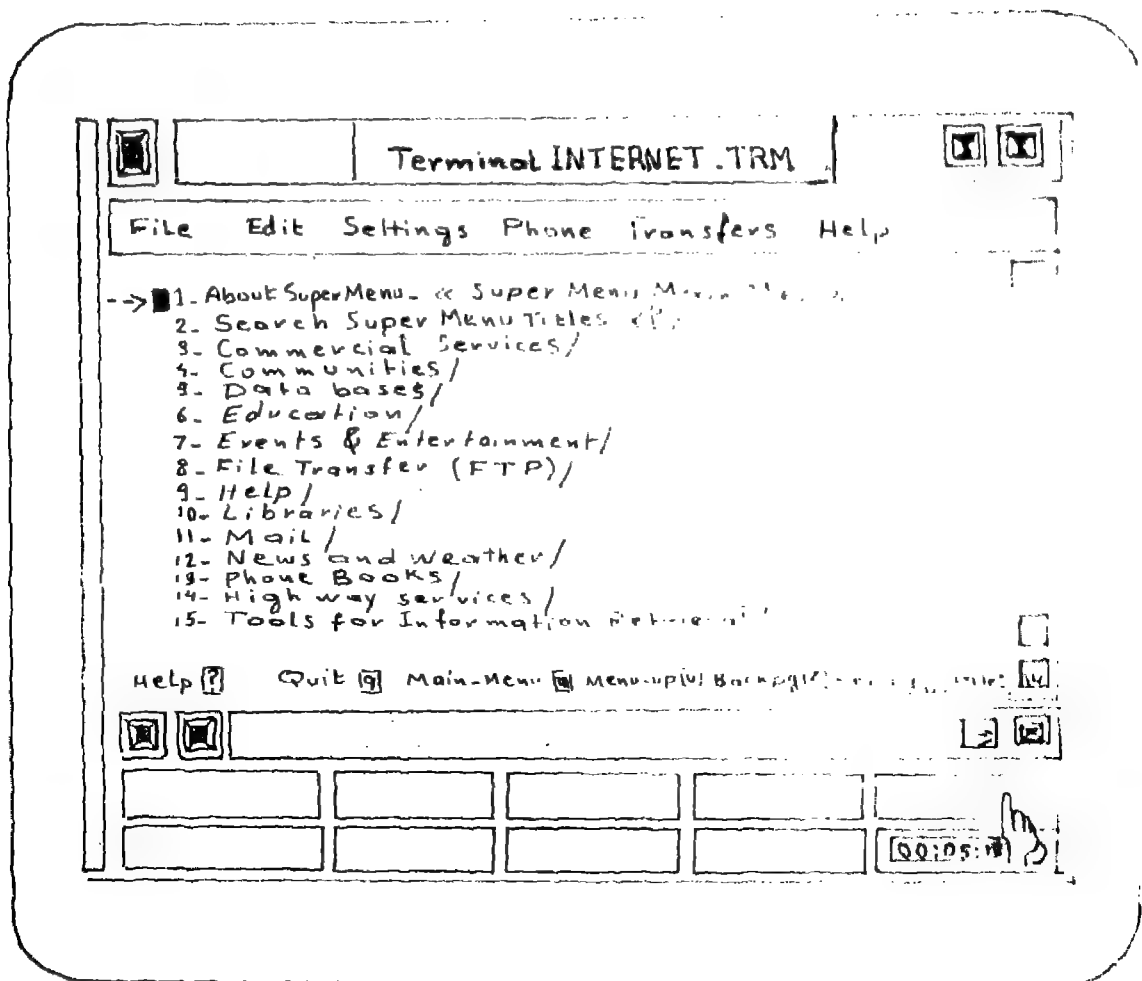 Terminal INTERNET.TRM
File Edit Settings Phone Transfers Help
-->1- About SuperMenu- << Super Menu
2- Search Super Menu Titles <?>
3- Commercial Services/
4- Communities/
5- Data bases/
6- Education/
7- Events & Entertainment/
8- File Transfer (FTP)/
9- Help/
10- Libraries/
11- Mail/
12- News and weather/
13- Phone Books/
14- High way services/
15- Tools for Information
Help [?] Quit [q] Main-Menu Menu-up[u]
00:05: